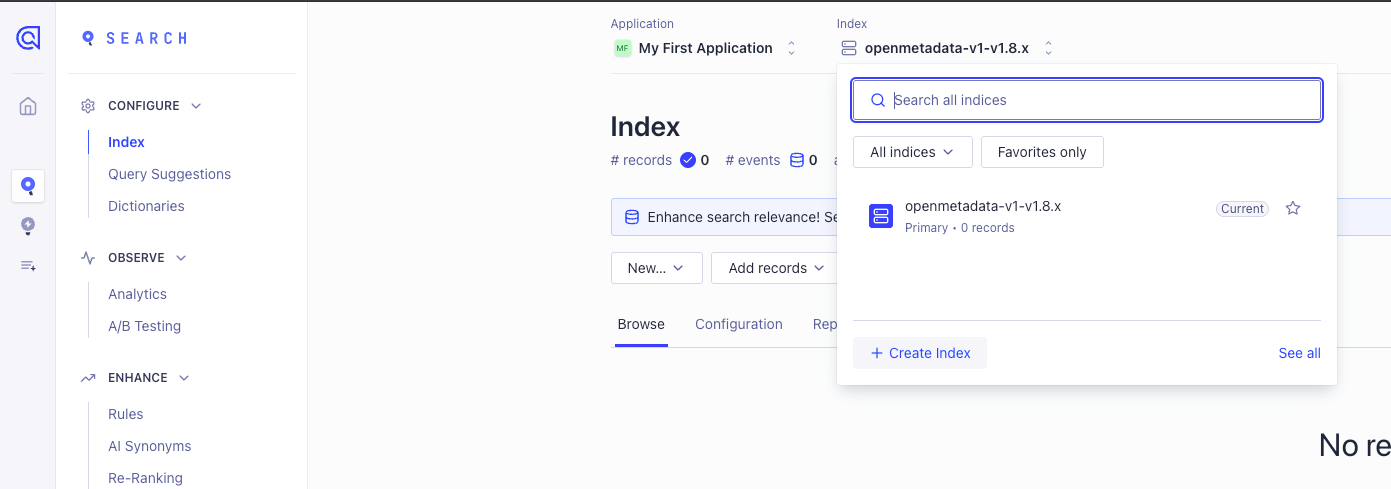 Application
MF My First Application
Index
openmetadata-v1-v1.8.x
SEARCH
CONFIGURE
Index
Query Suggestions
Dictionaries
OBSERVE
Analytics
A/B Testing
ENHANCE
Rules
AI Synonyms
Re-Ranking
Index
# records 0 # events 0 a
Enhance search relevance! Se
New... Add records
Browse Configuration Rep
Search all indices
All indices Favorites only
openmetadata-v1-v1.8.x Current
Primary • 0 records
Create Index See all
No re